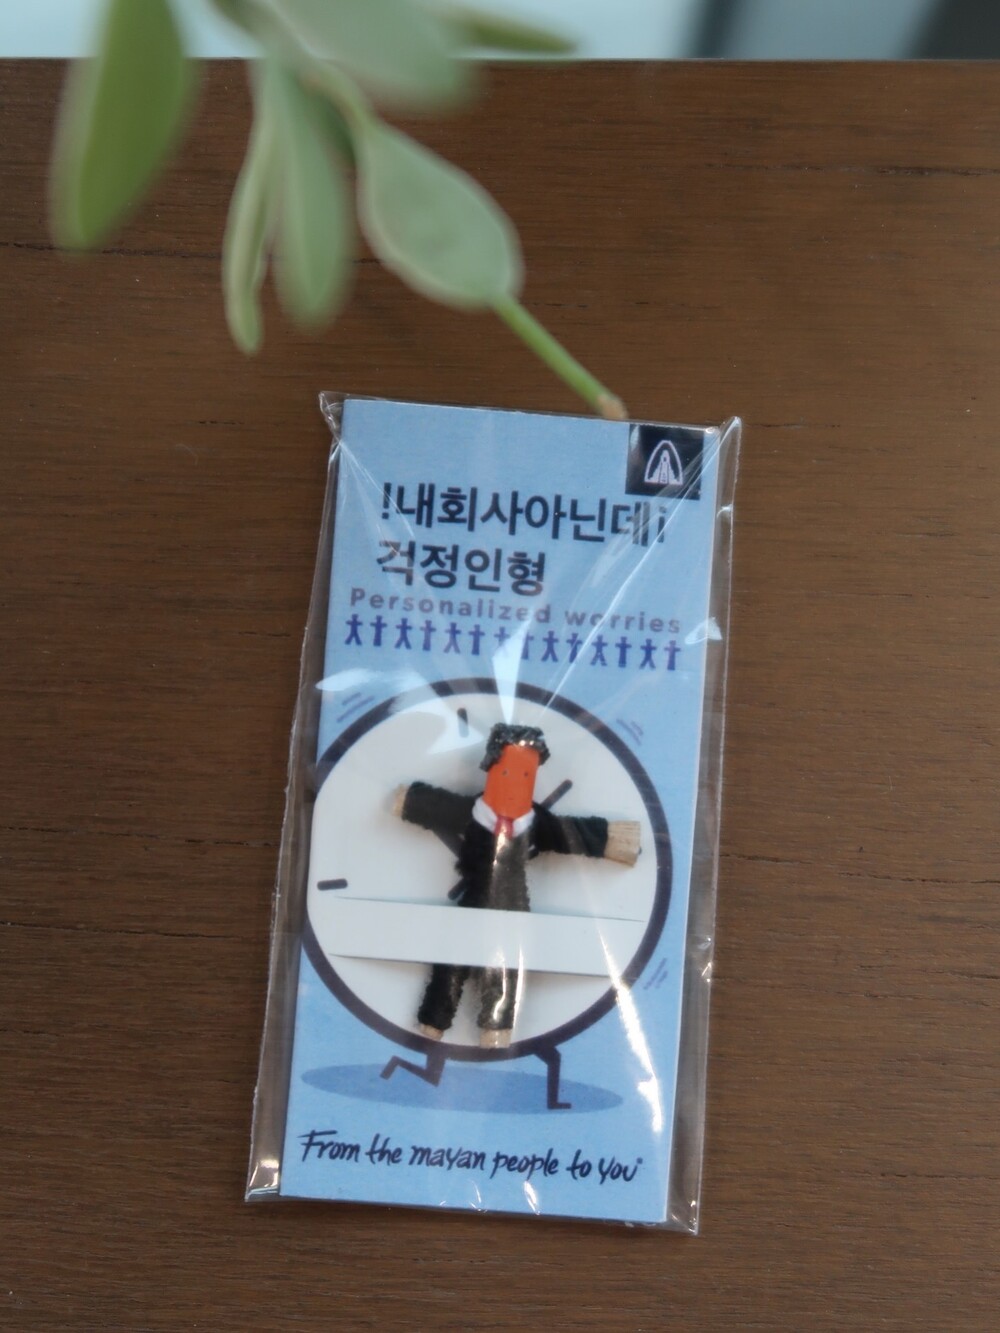 !내회사아닌데¡
걱정인형
Personalized worries
From the mayan people to you